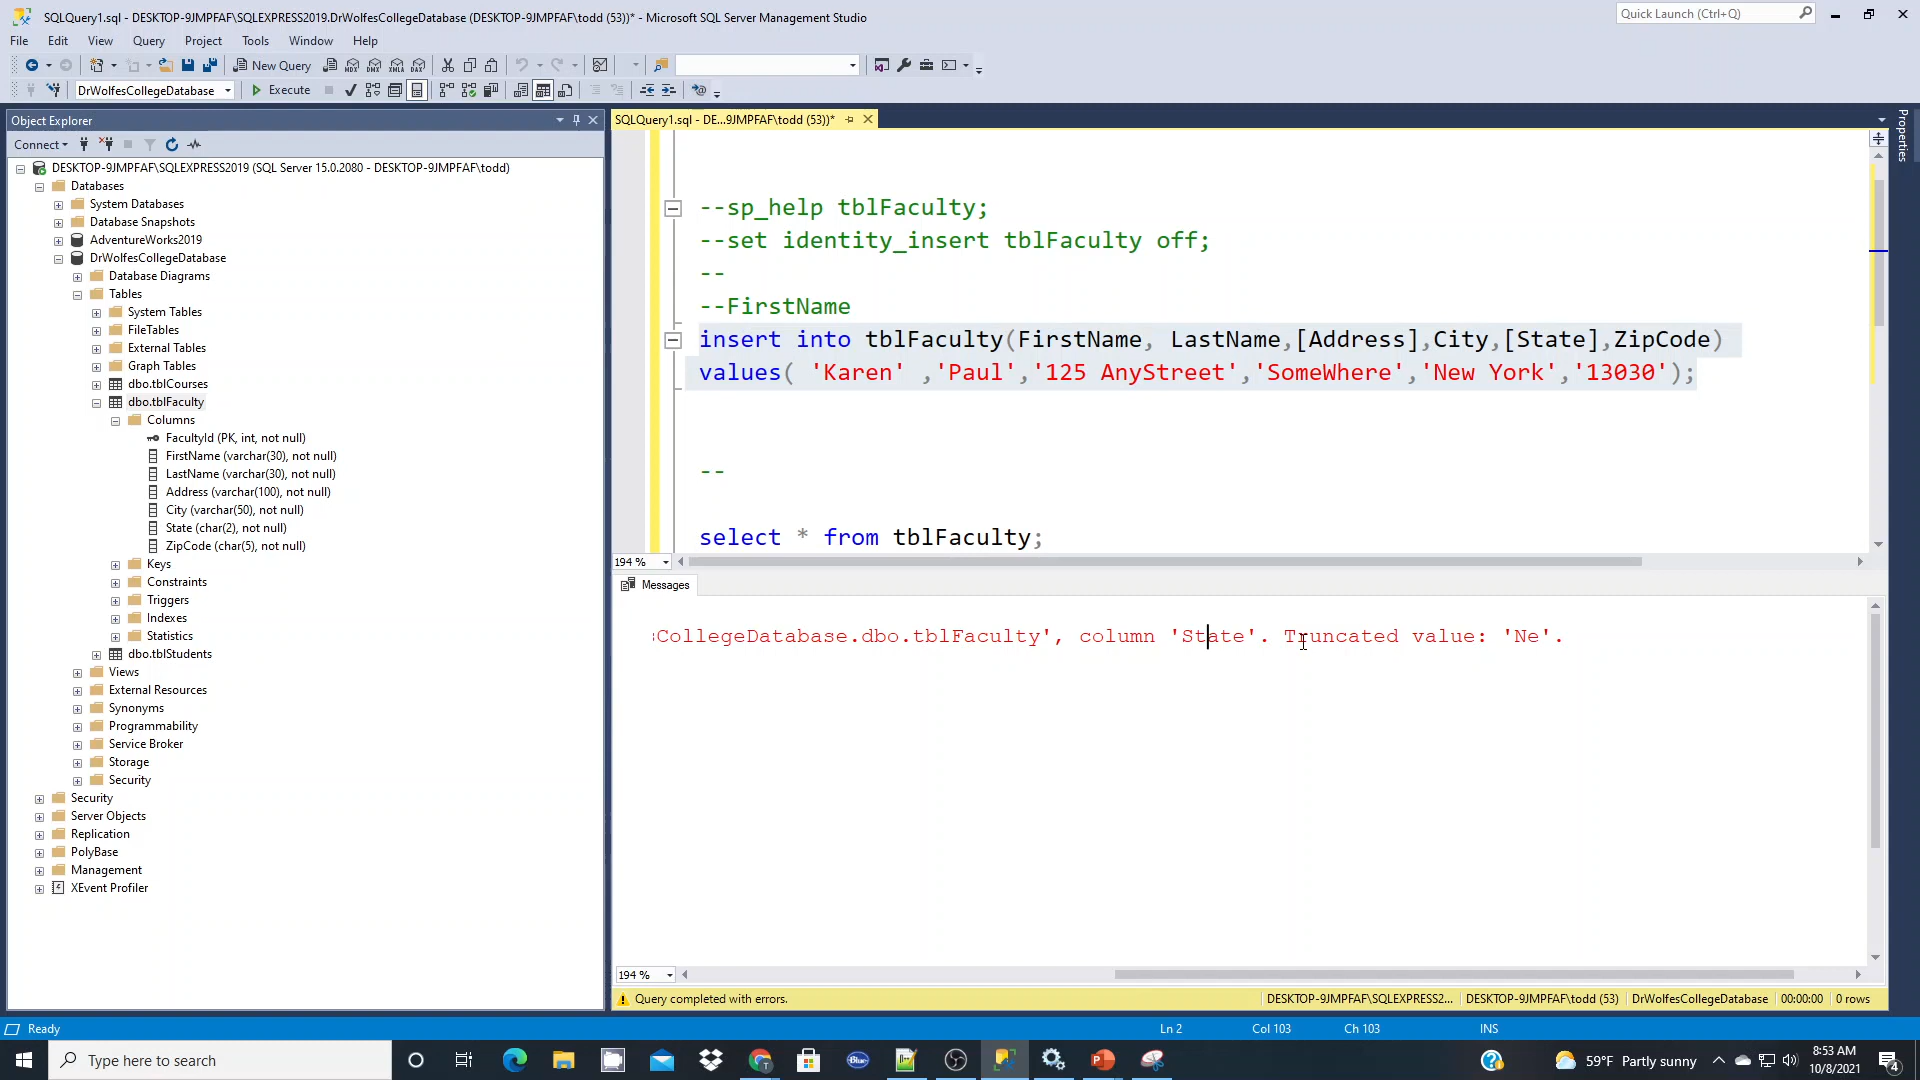 SQLQuery1.sql - DESKTOP-9JMPFAF\SQLEXPRESS2019.DrWolfesCollegeDatabase (DESKTOP-9JMPFAF\todd (53))* - Microsoft SQL Server Management Studio
Quick Launch (Ctrl+Q)
File Edit View Query Project Tools Window Help
New Query
DrWolfesCollegeDatabase
Execute
Object Explorer
Connect
DESKTOP-9JMPFAF\SQLEXPRESS2019 (SQL Server 15.0.2080 - DESKTOP-9JMPFAF\todd)
Databases
System Databases
Database Snapshots
AdventureWorks2019
DrWolfesCollegeDatabase
Database Diagrams
Tables
System Tables
FileTables
External Tables
Graph Tables
dbo.tblCourses
dbo.tblFaculty
Columns
FacultyId (PK, int, not null)
FirstName (varchar(30), not null)
LastName (varchar(30), not null)
Address (varchar(100), not null)
City (varchar(50), not null)
State (char(2), not null)
ZipCode (char(5), not null)
Keys
Constraints
Triggers
Indexes
Statistics
dbo.tblStudents
Views
External Resources
Synonyms
Programmability
Service Broker
Storage
Security
Security
Server Objects
Replication
PolyBase
Management
XEvent Profiler
SQLQuery1.sql - DE...9JMPFAF\todd (53))*
--sp_help tblFaculty;
--set identity_insert tblFaculty off;
--
--FirstName
insert into tblFaculty(FirstName, LastName,[Address],City,[State],ZipCode)
values( 'Karen' ,'Paul','125 AnyStreet','SomeWhere','New York','13030');
--
select * from tblFaculty;
194 %
Messages
CollegeDatabase.dbo.tblFaculty', column 'State'. Truncated value: 'Ne'.
194 %
Query completed with errors.
DESKTOP-9JMPFAF\SQLEXPRESS2... DESKTOP-9JMPFAF\todd (53) DrWolfesCollegeDatabase 00:00:00 0 rows
Properties
Ready
Ln 2 Col 103 Ch 103 INS
Type here to search
59°F Partly sunny
8:53 AM
10/8/2021
4